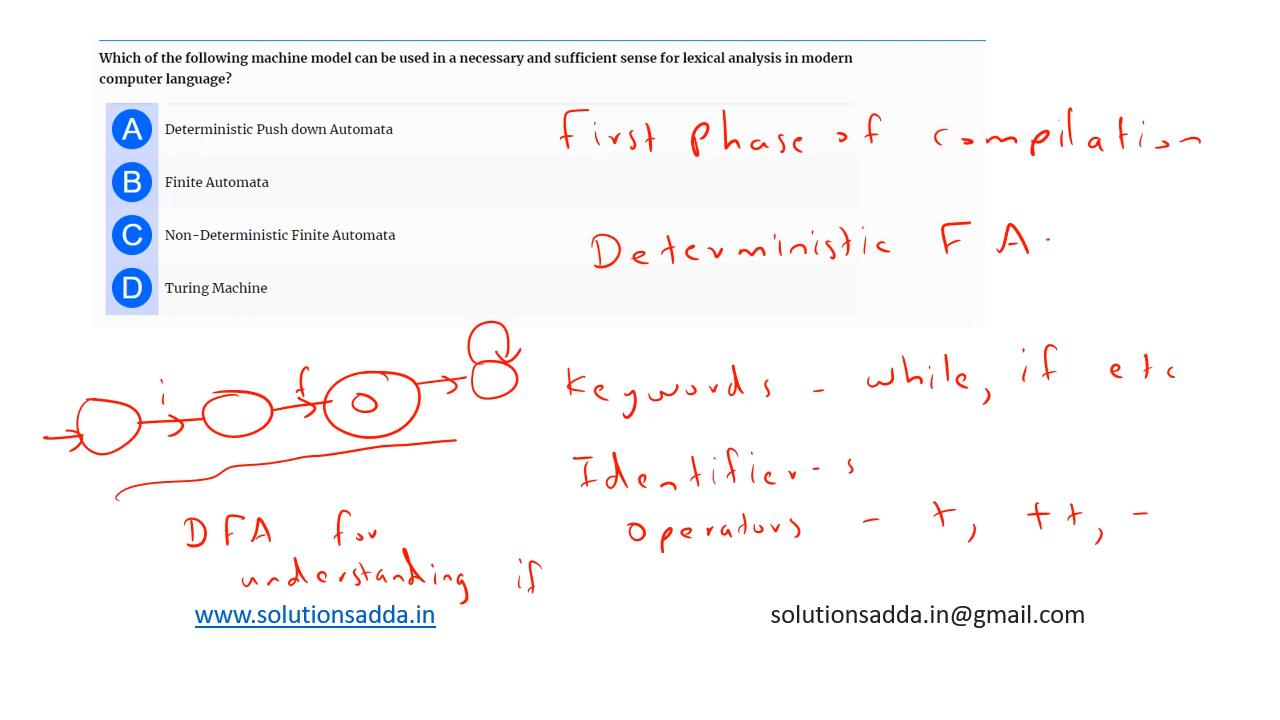 Which of the following machine model can be used in a necessary and sufficient sense for lexical analysis in modern
computer language?
A Deterministic Push down Automata
B Finite Automata
C Non-Deterministic Finite Automata
D Turing Machine
First Phase of compilation
Deterministic F A.
keywords - while, if etc
Identifier - s
operators - +, ++, -
i f
DFA for
understanding if
www.solutionsadda.in
solutionsadda.in@gmail.com